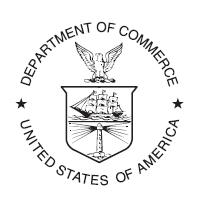 DEPARTMENT OF COMMERCE
UNITED STATES OF AMERICA